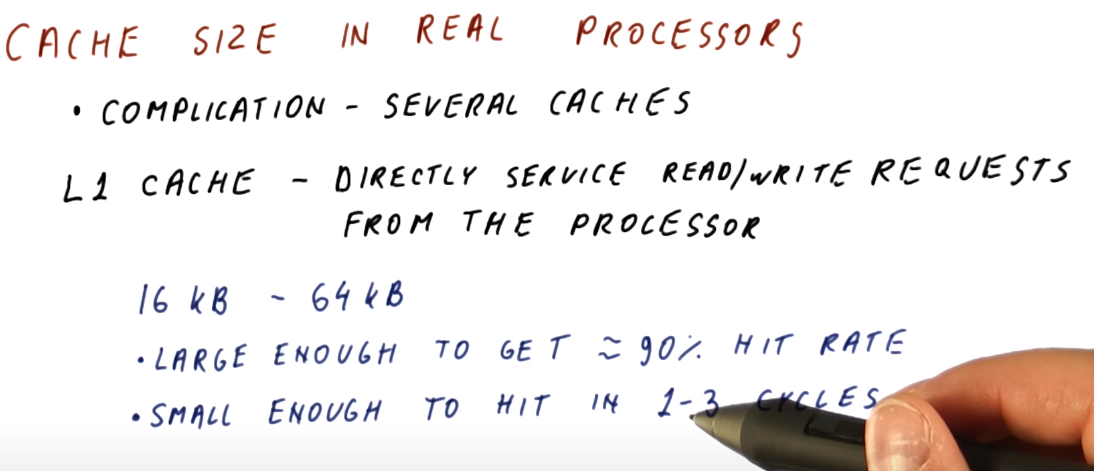 CACHE SIZE IN REAL PROCESSORS
• COMPLICATION - SEVERAL CACHES
L1 CACHE - DIRECTLY SERVICE READ/WRITE REQUESTS
FROM THE PROCESSOR
16 kB - 64 kB
• LARGE ENOUGH TO GET ≈ 90% HIT RATE
• SMALL ENOUGH TO HIT IN 1-3 CYCLES